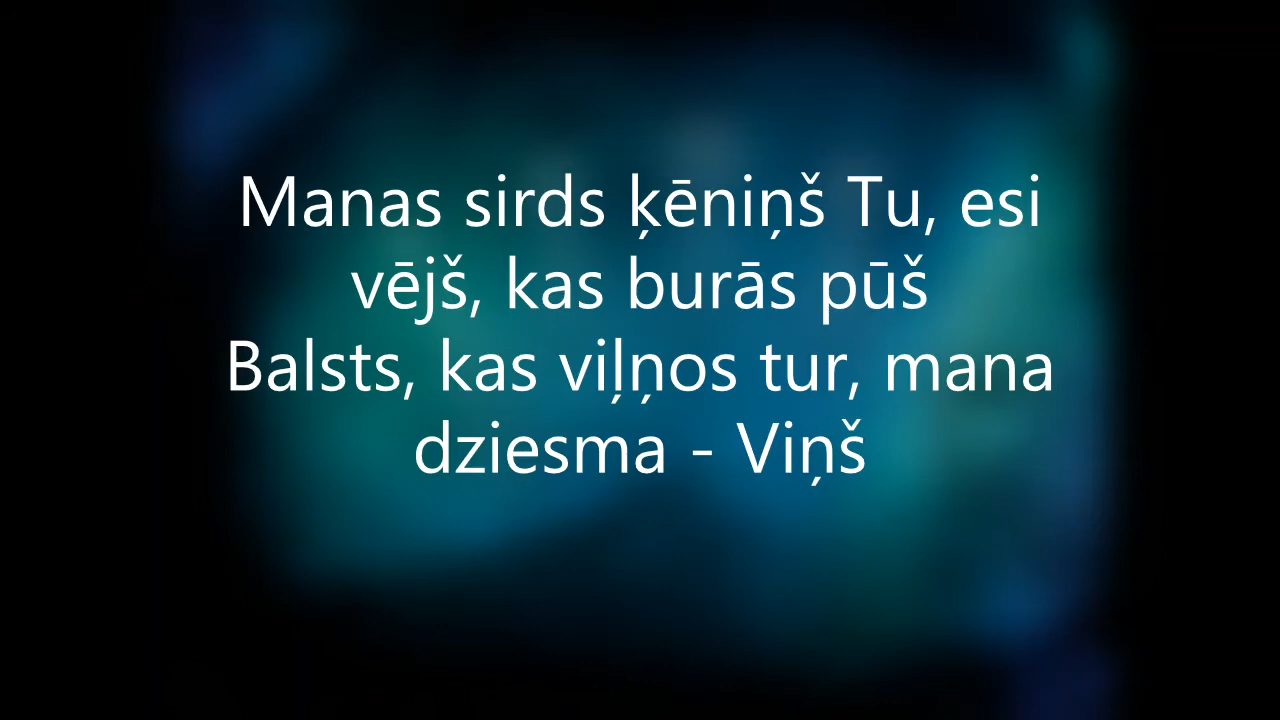 Manas sirds ķēniņš Tu, esi
vējš, kas burās pūš
Balsts, kas viļņos tur, mana
dziesma - Viņš